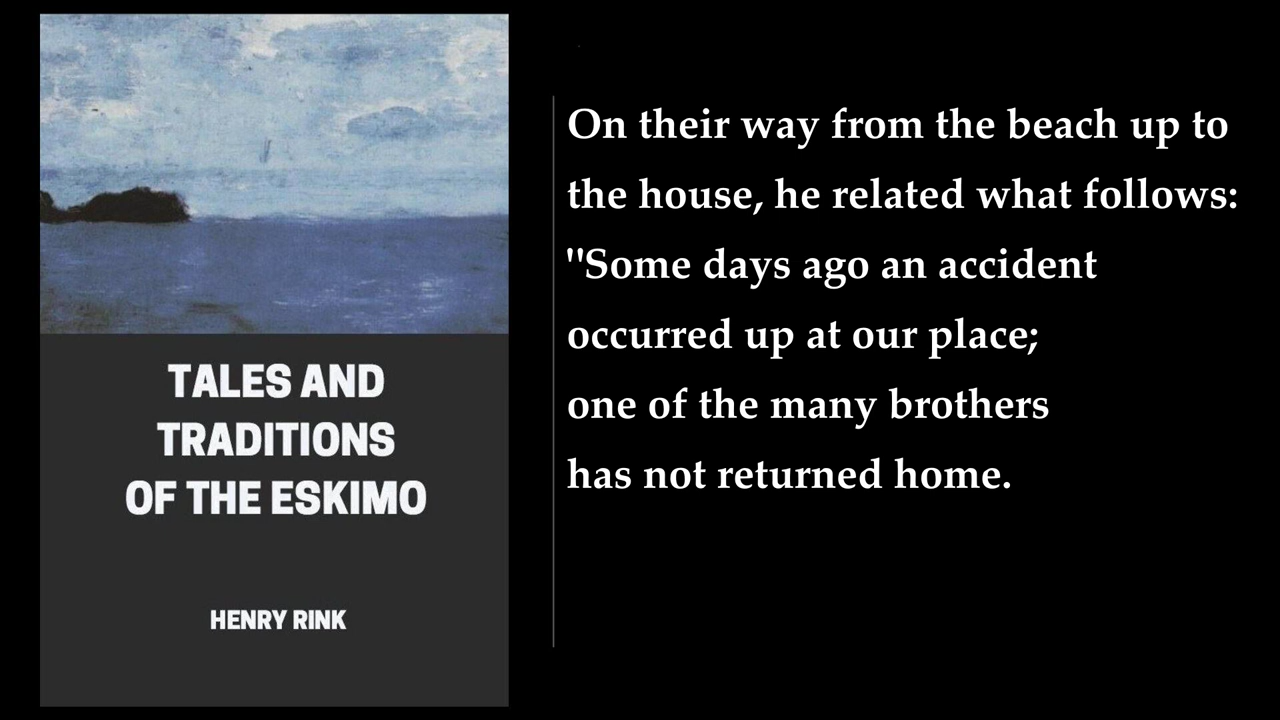 TALES AND
TRADITIONS
OF THE ESKIMO
HENRY RINK
On their way from the beach up to
the house, he related what follows:
"Some days ago an accident
occurred up at our place;
one of the many brothers
has not returned home.